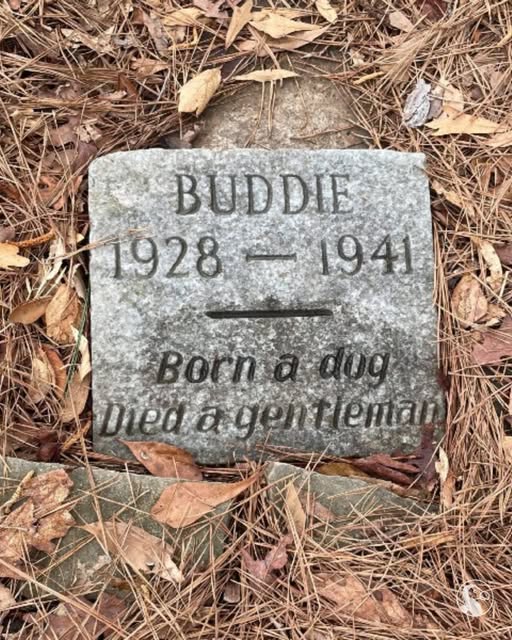 BUDDIE
1928 — 1941
Born a dog
Died a gentleman